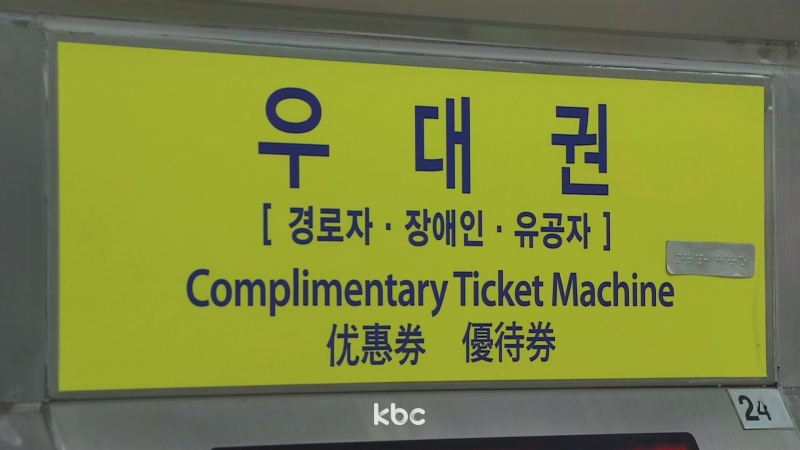 우 대 권
[ 경로자 · 장애인 · 유공자 ]
Complimentary Ticket Machine
优惠券 優待券
kbc
24